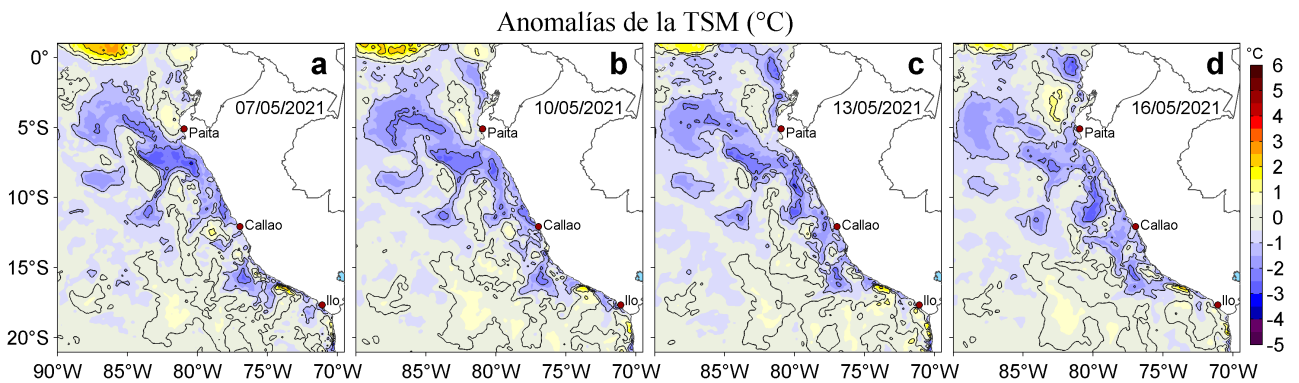 Anomalías de la TSM (°C)
a
07/05/2021
Paita
Callao
Ilo
b
10/05/2021
Paita
Callao
Ilo
c
13/05/2021
Paita
Callao
Ilo
d
16/05/2021
Paita
Callao
Ilo
0°
5°S
10°S
15°S
20°S
90°W 85°W 80°W 75°W 70°W
85°W 80°W 75°W 70°W
85°W 80°W 75°W 70°W
85°W 80°W 75°W 70°W
°C
6
5
4
3
2
1
0
-1
-2
-3
-4
-5